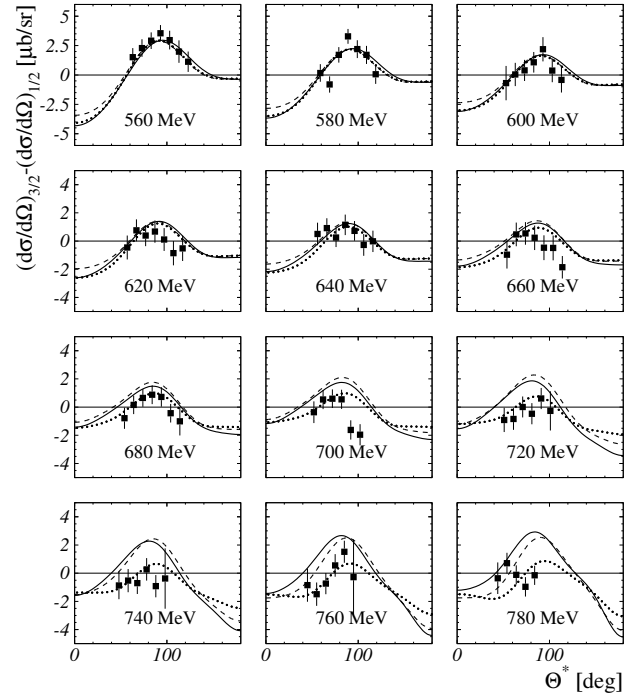 (dσ/dΩ)3/2-(dσ/dΩ)1/2 [μb/sr]
5
2.5
0
-2.5
-5
560 MeV
580 MeV
600 MeV
4
2
0
-2
-4
620 MeV
640 MeV
660 MeV
4
2
0
-2
-4
680 MeV
700 MeV
720 MeV
4
2
0
-2
-4
740 MeV
760 MeV
780 MeV
0 100 0 100 0 100
Θ* [deg]